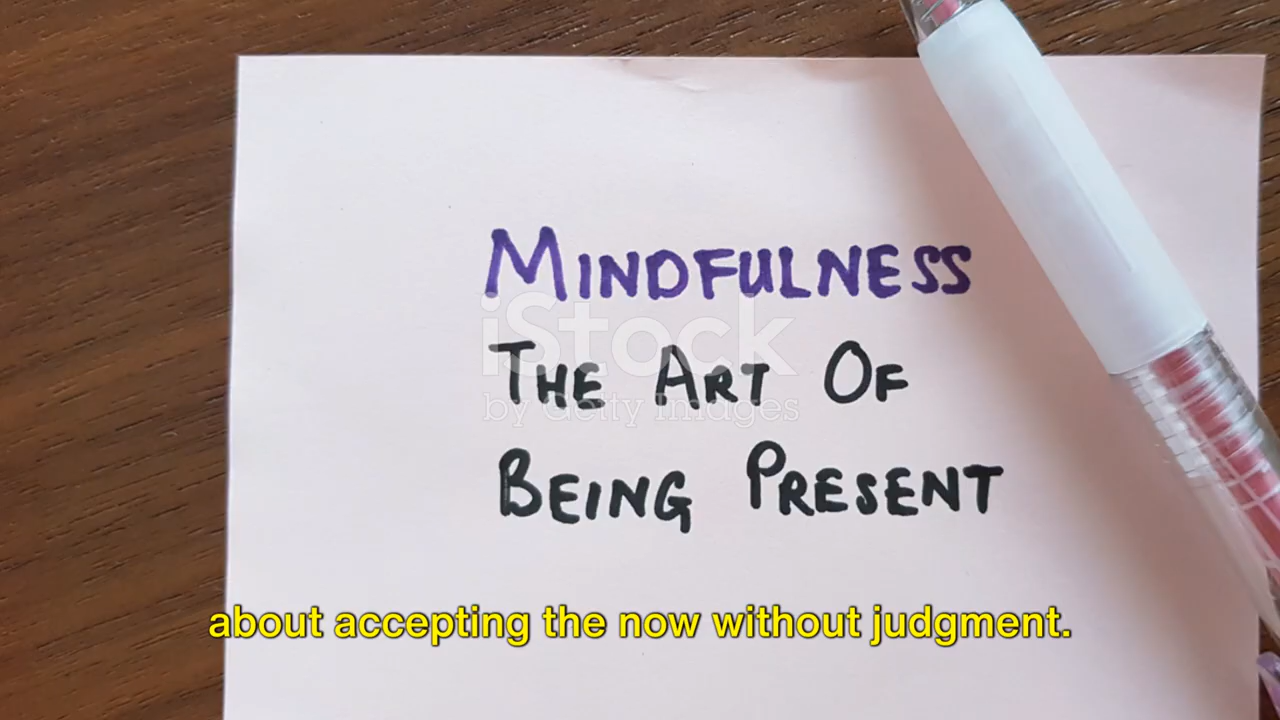 Mindfulness
iStock
The Art Of
by Getty Images
Being Present
about accepting the now without judgment.